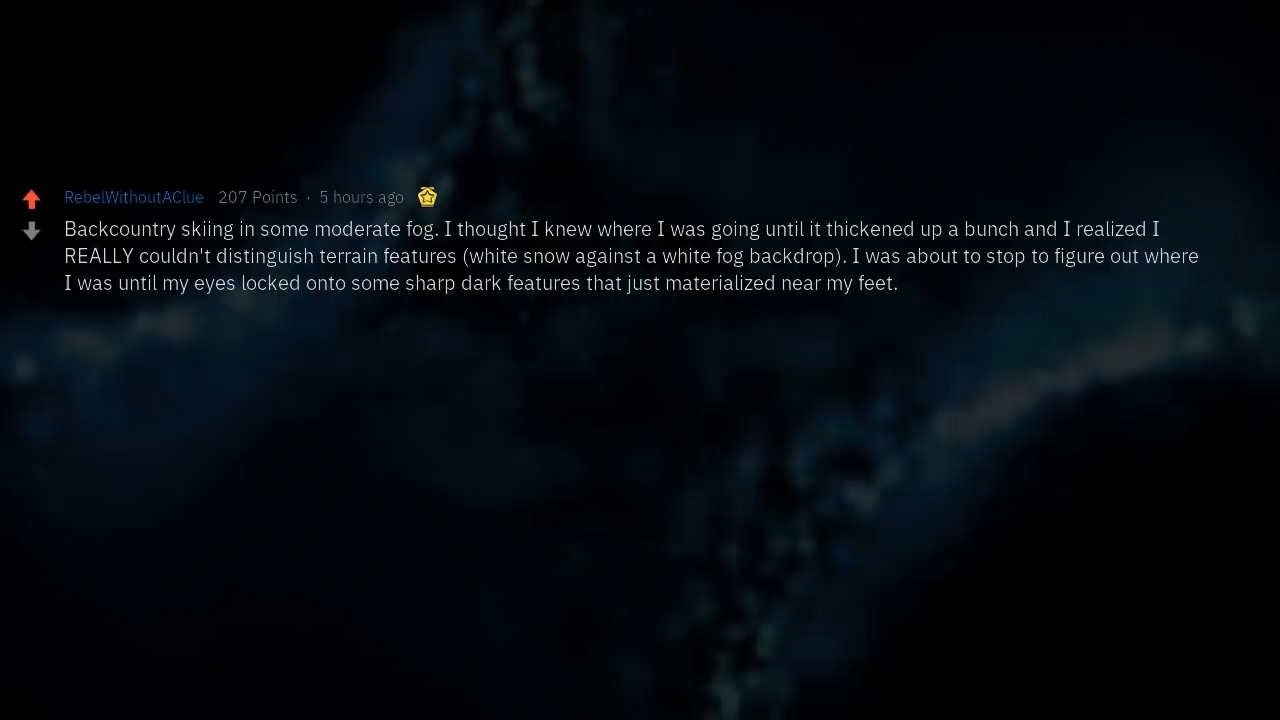 RebelWithoutAClue 207 Points · 5 hours ago
Backcountry skiing in some moderate fog. I thought I knew where I was going until it thickened up a bunch and I realized I
REALLY couldn't distinguish terrain features (white snow against a white fog backdrop). I was about to stop to figure out where
I was until my eyes locked onto some sharp dark features that just materialized near my feet.